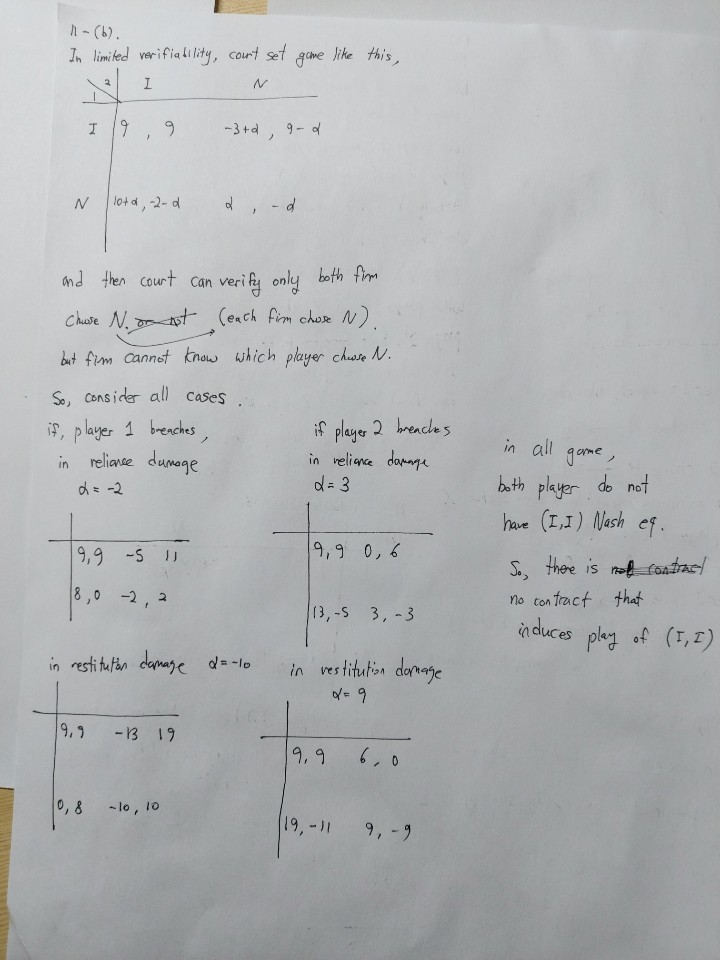 11-(b).
In limited verifiability, court set game like this,
2 I N
1
I 9 , 9 -3+α , 9-α
N 10+α, -2-α α , -α
and then court can verify only both firm
chose N. or not (each firm chose N).
but firm cannot know which player chose N.
So, consider all cases.
if, player 1 breaches,
in reliance damage
α = -2
9,9 -5 11
8,0 -2, 2
if player 2 breaches
in reliance damage
α = 3
9,9 0,6
13,-5 3,-3
in all game,
both player do not
have (I,I) Nash eq.
So, there is not contract
no contract that
induces play of (I,I)
in restitution damage α=-10
9,9 -13 19
0,8 -10, 10
in restitution damage
α= 9
9,9 6,0
19,-11 9,-9